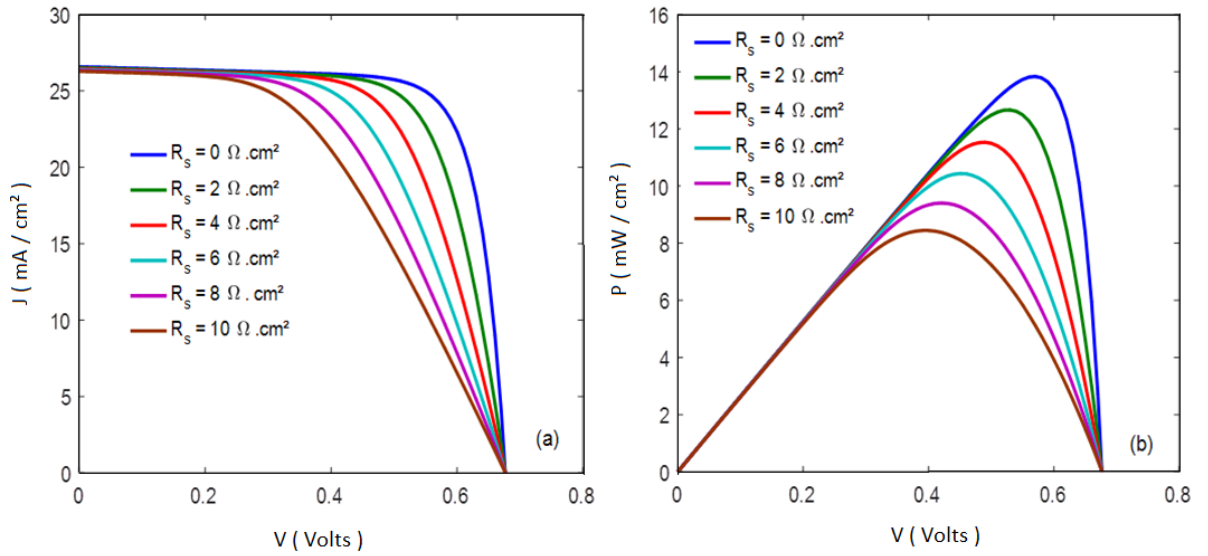 30
25
20
15
10
5
0
J ( mA / cm² )
R_s = 0 Ω .cm²
R_s = 2 Ω .cm²
R_s = 4 Ω .cm²
R_s = 6 Ω .cm²
R_s = 8 Ω . cm²
R_s = 10 Ω .cm²
(a)
0 0.2 0.4 0.6 0.8
V ( Volts )
16
14
12
10
8
6
4
2
0
P ( mW / cm² )
R_s = 0 Ω .cm²
R_s = 2 Ω .cm²
R_s = 4 Ω .cm²
R_s = 6 Ω .cm²
R_s = 8 Ω .cm²
R_s = 10 Ω .cm²
(b)
0 0.2 0.4 0.6 0.8
V ( Volts )